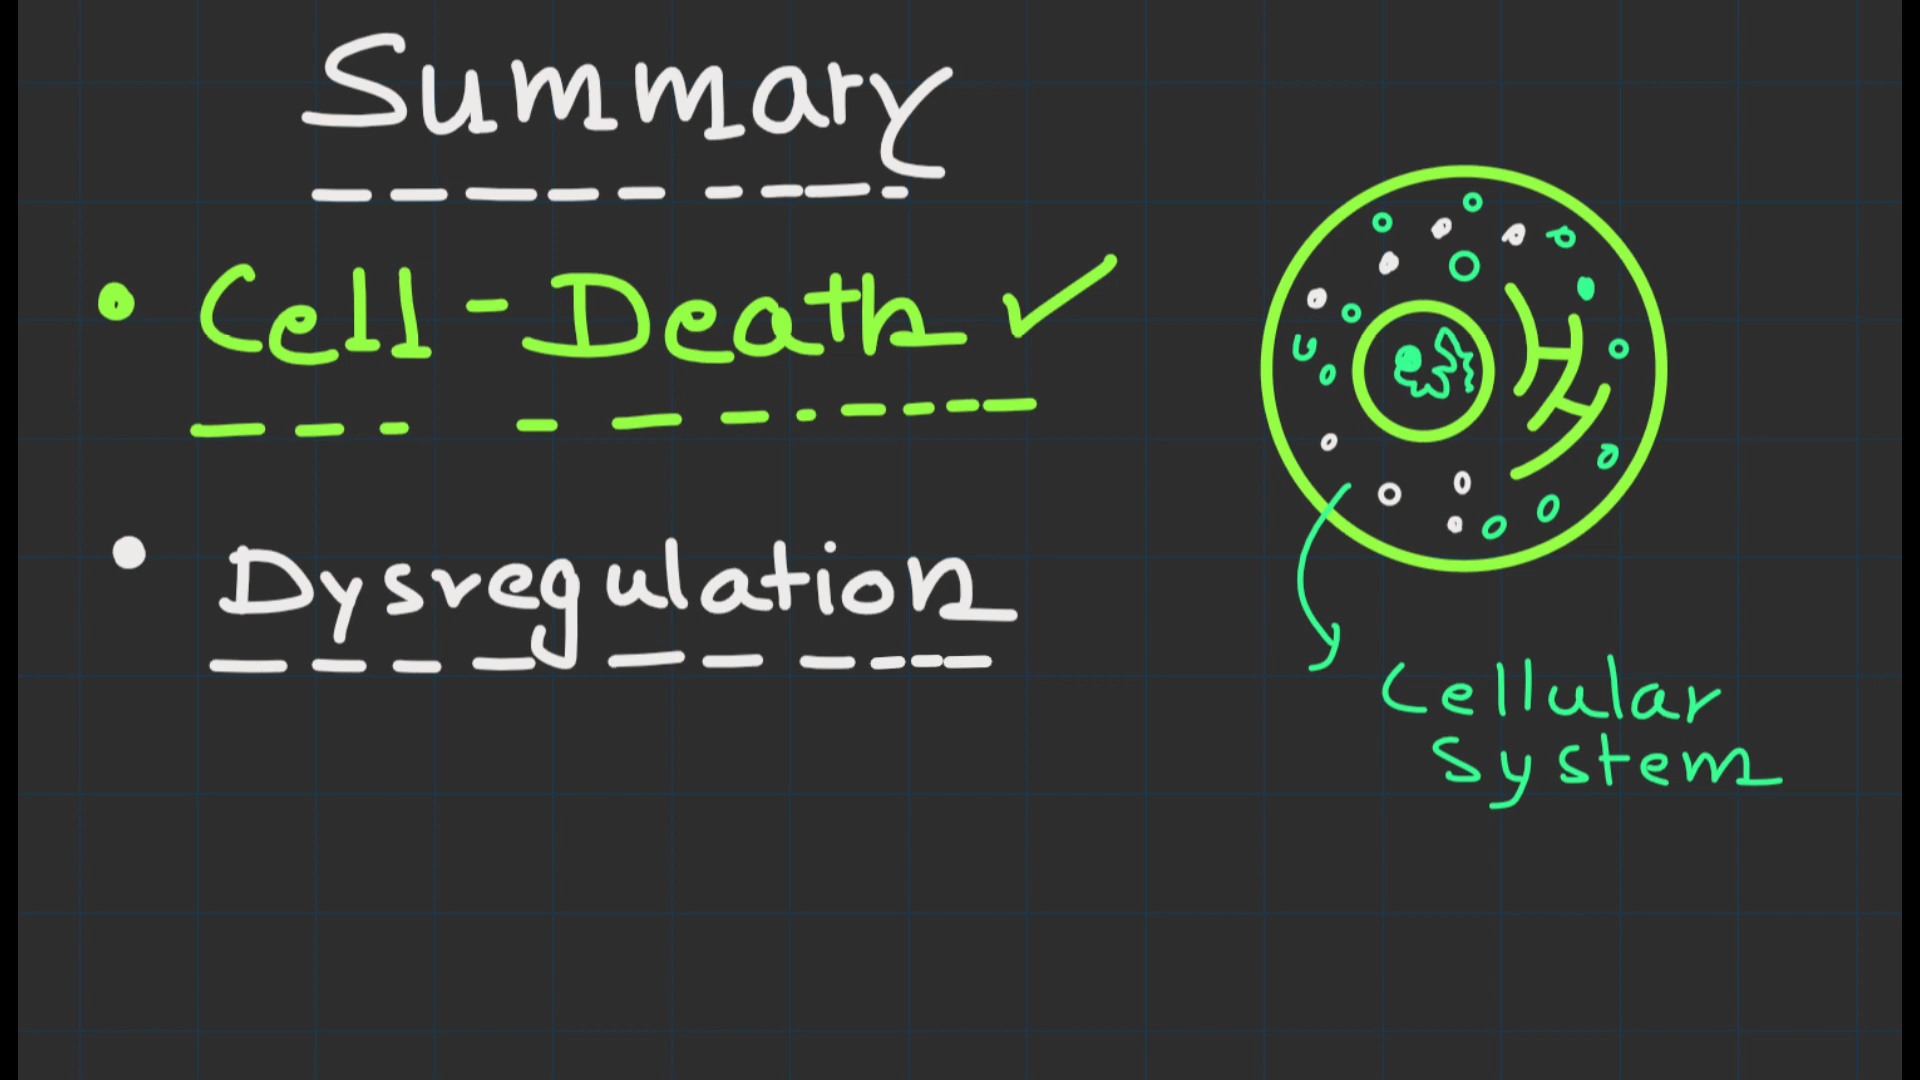 Summary
• Cell-Death ✓
• Dysregulation
Cellular
System